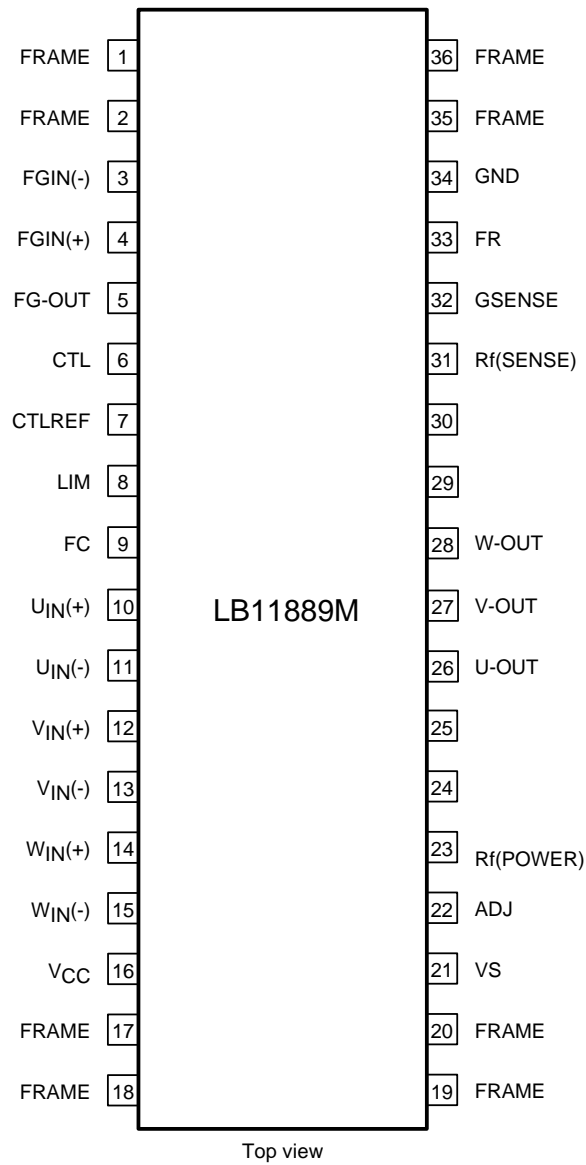 FRAME 1
FRAME 2
FGIN(-) 3
FGIN(+) 4
FG-OUT 5
CTL 6
CTLREF 7
LIM 8
FC 9
UIN(+) 10
UIN(-) 11
VIN(+) 12
VIN(-) 13
WIN(+) 14
WIN(-) 15
VCC 16
FRAME 17
FRAME 18
LB11889M
36 FRAME
35 FRAME
34 GND
33 FR
32 GSENSE
31 Rf(SENSE)
30
29
28 W-OUT
27 V-OUT
26 U-OUT
25
24
23 Rf(POWER)
22 ADJ
21 VS
20 FRAME
19 FRAME
Top view